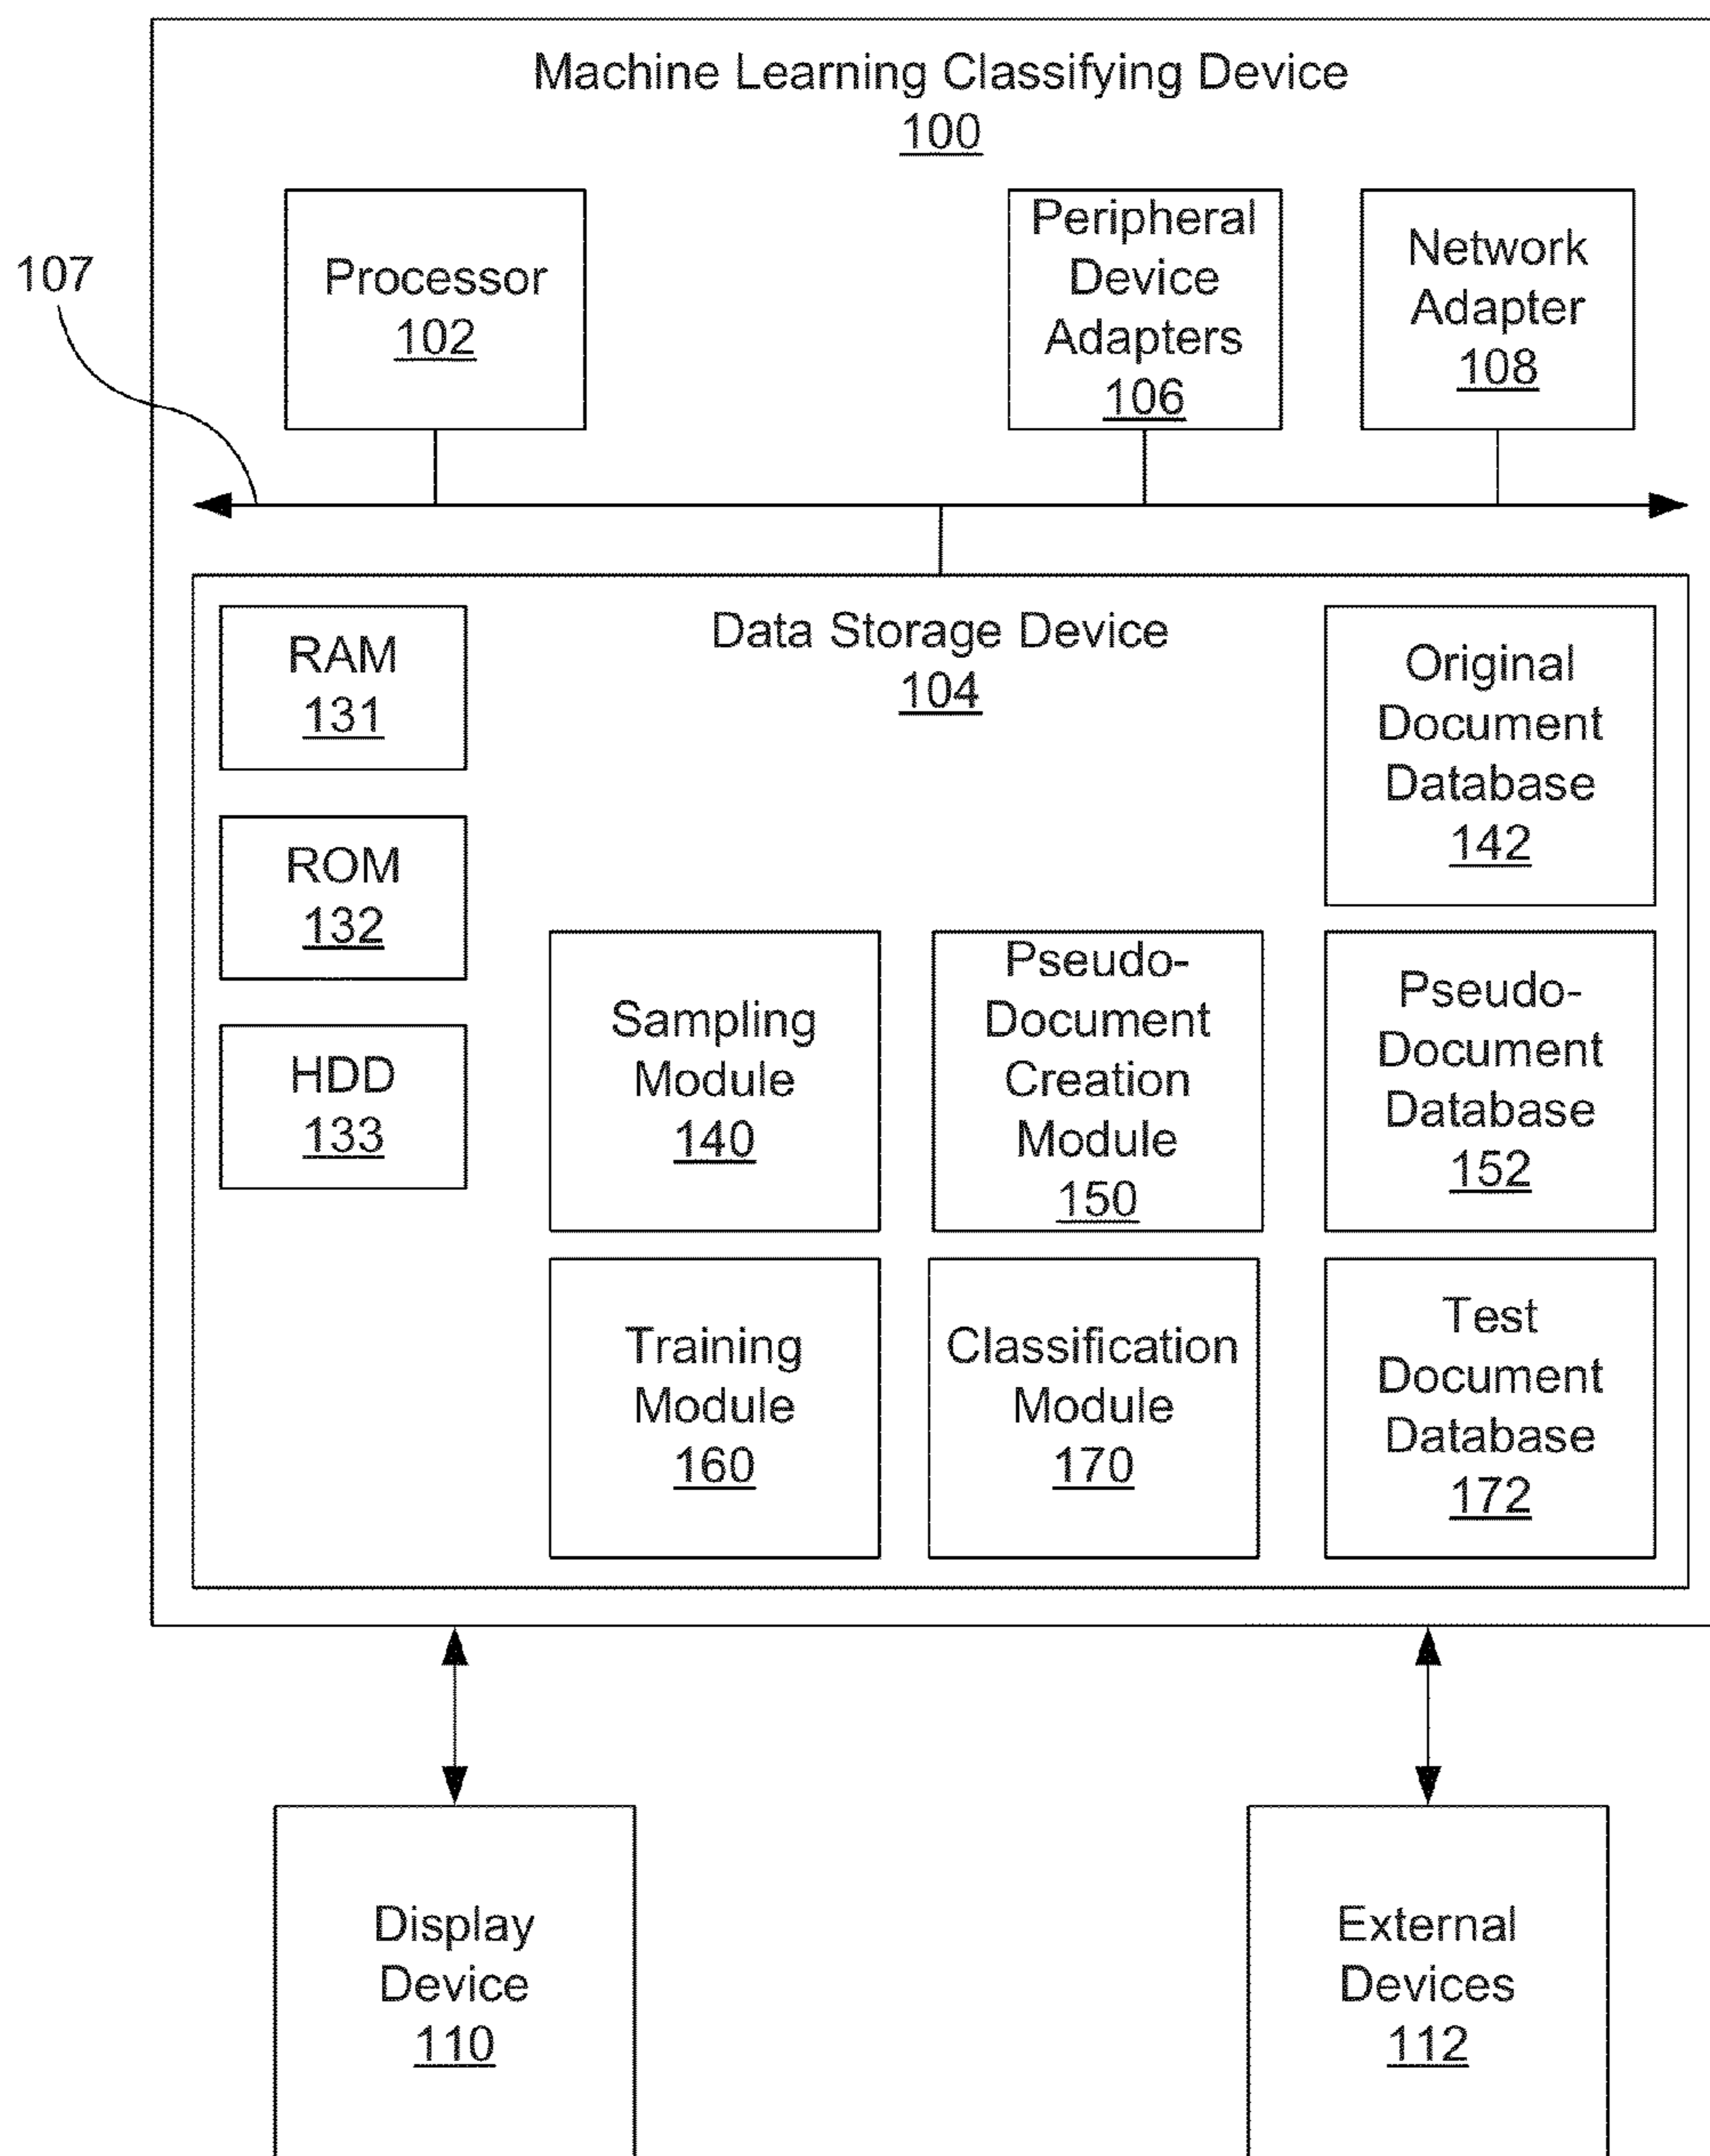 Machine Learning Classifying Device
100
107
Processor
102
Peripheral
Device
Adapters
106
Network
Adapter
108
Data Storage Device
104
RAM
131
ROM
132
HDD
133
Original
Document
Database
142
Sampling
Module
140
Pseudo-
Document
Creation
Module
150
Pseudo-
Document
Database
152
Training
Module
160
Classification
Module
170
Test
Document
Database
172
Display
Device
110
External
Devices
112